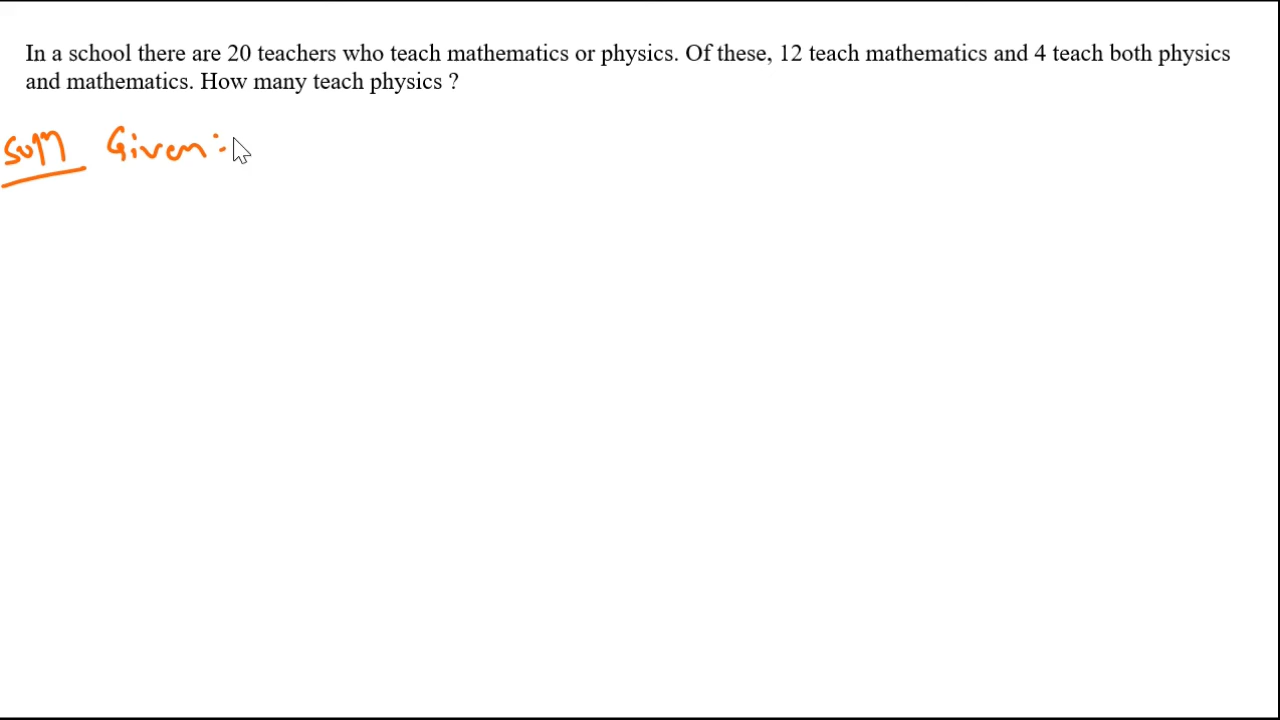 In a school there are 20 teachers who teach mathematics or physics. Of these, 12 teach mathematics and 4 teach both physics
and mathematics. How many teach physics ?
Given :